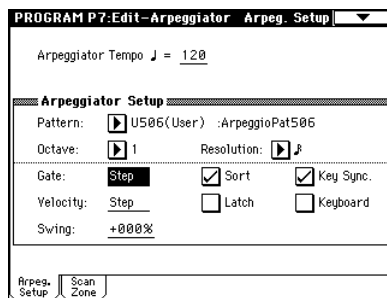 PROGRAM P7:Edit-Arpeggiator Arpeg. Setup
Arpeggiator Tempo ♩ = 120
Arpeggiator Setup
Pattern: U506(User) :ArpeggioPat506
Octave: 1 Resolution: ♪
Gate: Step Sort Key Sync.
Velocity: Step Latch Keyboard
Swing: +000%
Arpeg. Setup Scan Zone